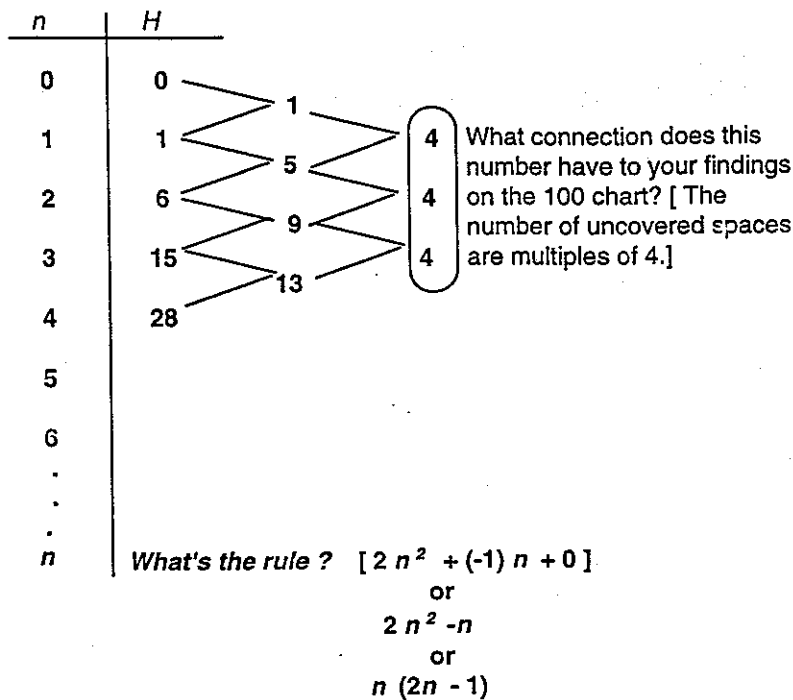 n H
0 0
1
1 1 4 What connection does this
5 number have to your findings
2 6 4 on the 100 chart? [ The
9 number of uncovered spaces
3 15 4 are multiples of 4.]
13
4 28
5
6
.
.
.
n What's the rule ? [ 2 n² + (-1) n + 0 ]
or
2 n² - n
or
n (2n - 1)